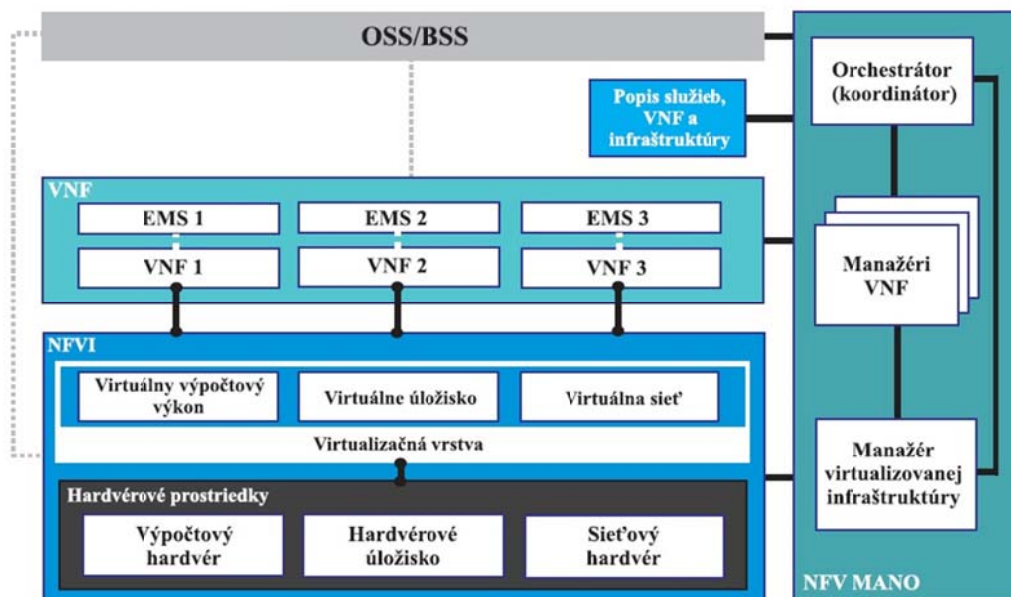 OSS/BSS
Popis služieb,
VNF a
infraštruktúry
VNF
EMS 1
EMS 2
EMS 3
VNF 1
VNF 2
VNF 3
NFVI
Virtuálny výpočtový
výkon
Virtuálne úložisko
Virtuálna sieť
Virtualizačná vrstva
Hardvérové prostriedky
Výpočtový
hardvér
Hardvérové
úložisko
Sieťový
hardvér
Orchestrátor
(koordinátor)
Manažéri
VNF
Manažér
virtualizovanej
infraštruktúry
NFV MANO